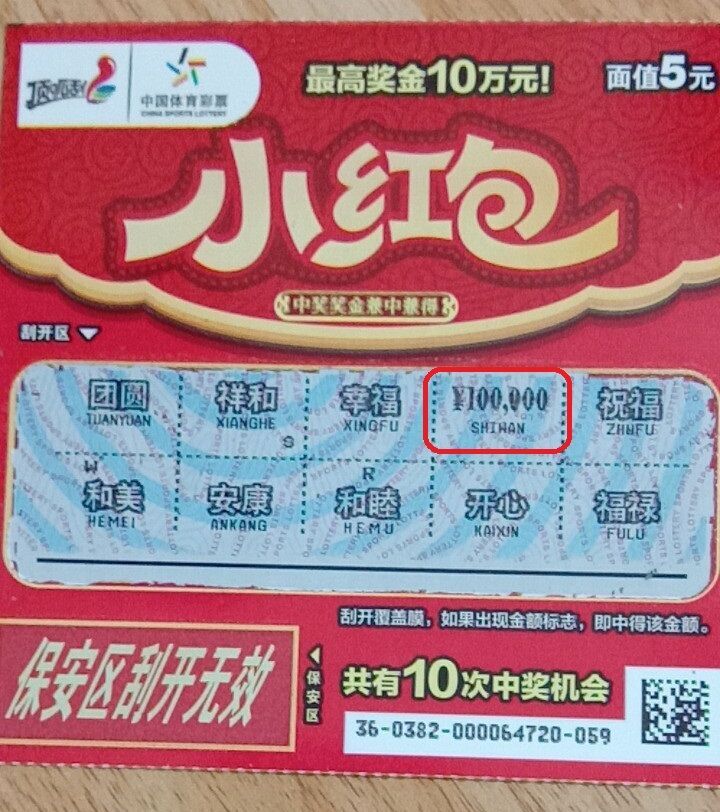 顶呱刮
中国体育彩票
CHINA SPORTS LOTTERY
最高奖金10万元!
面值5元
小红包
中奖奖金兼中兼得
刮开区
团圆 祥和 幸福 ¥100,000 祝福
TUANYUAN XIANGHE XINGFU SHIWAN ZHUFU
S
W R
和美 安康 和睦 开心 福禄
HEMEI ANKANG HEMU KAIXIN FULU
刮开覆盖膜，如果出现金额标志，即中得该金额。
保安区刮开无效
保安区
共有10次中奖机会
36-0382-000064720-059